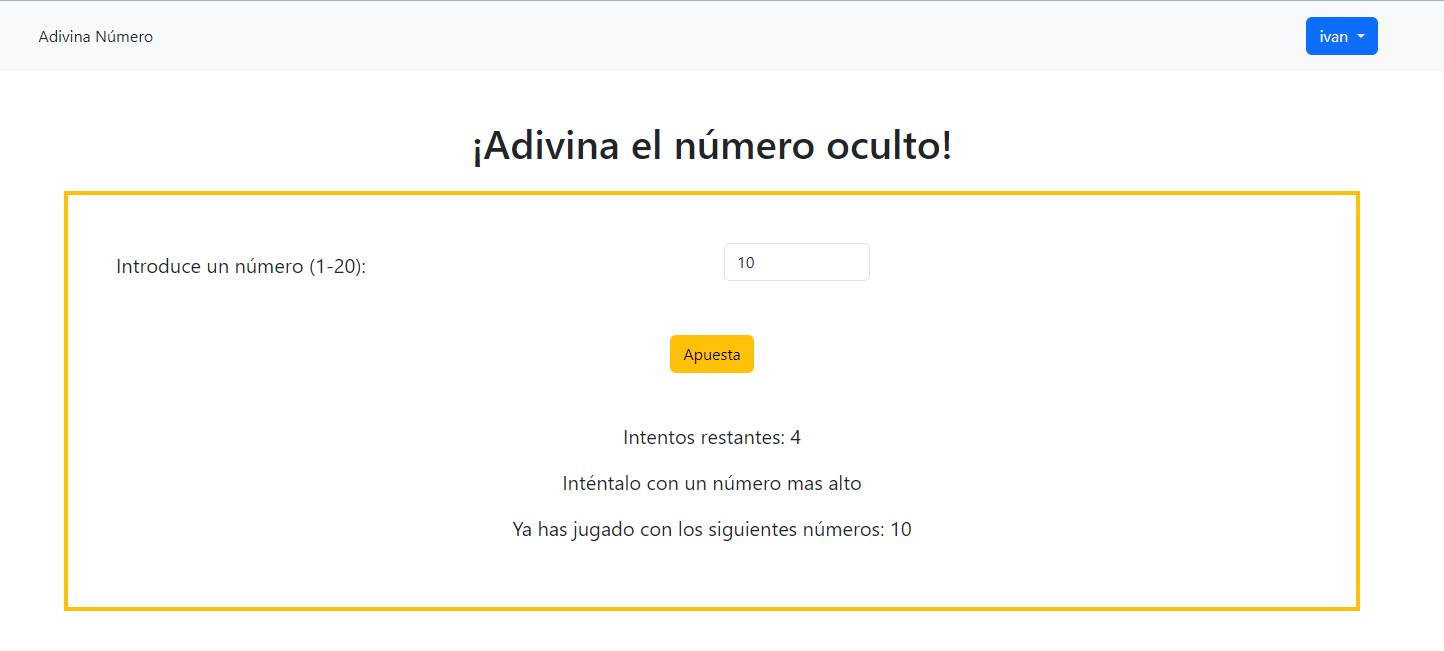 Adivina Número
ivan
¡Adivina el número oculto!
Introduce un número (1-20):
10
Apuesta
Intentos restantes: 4
Inténtalo con un número mas alto
Ya has jugado con los siguientes números: 10